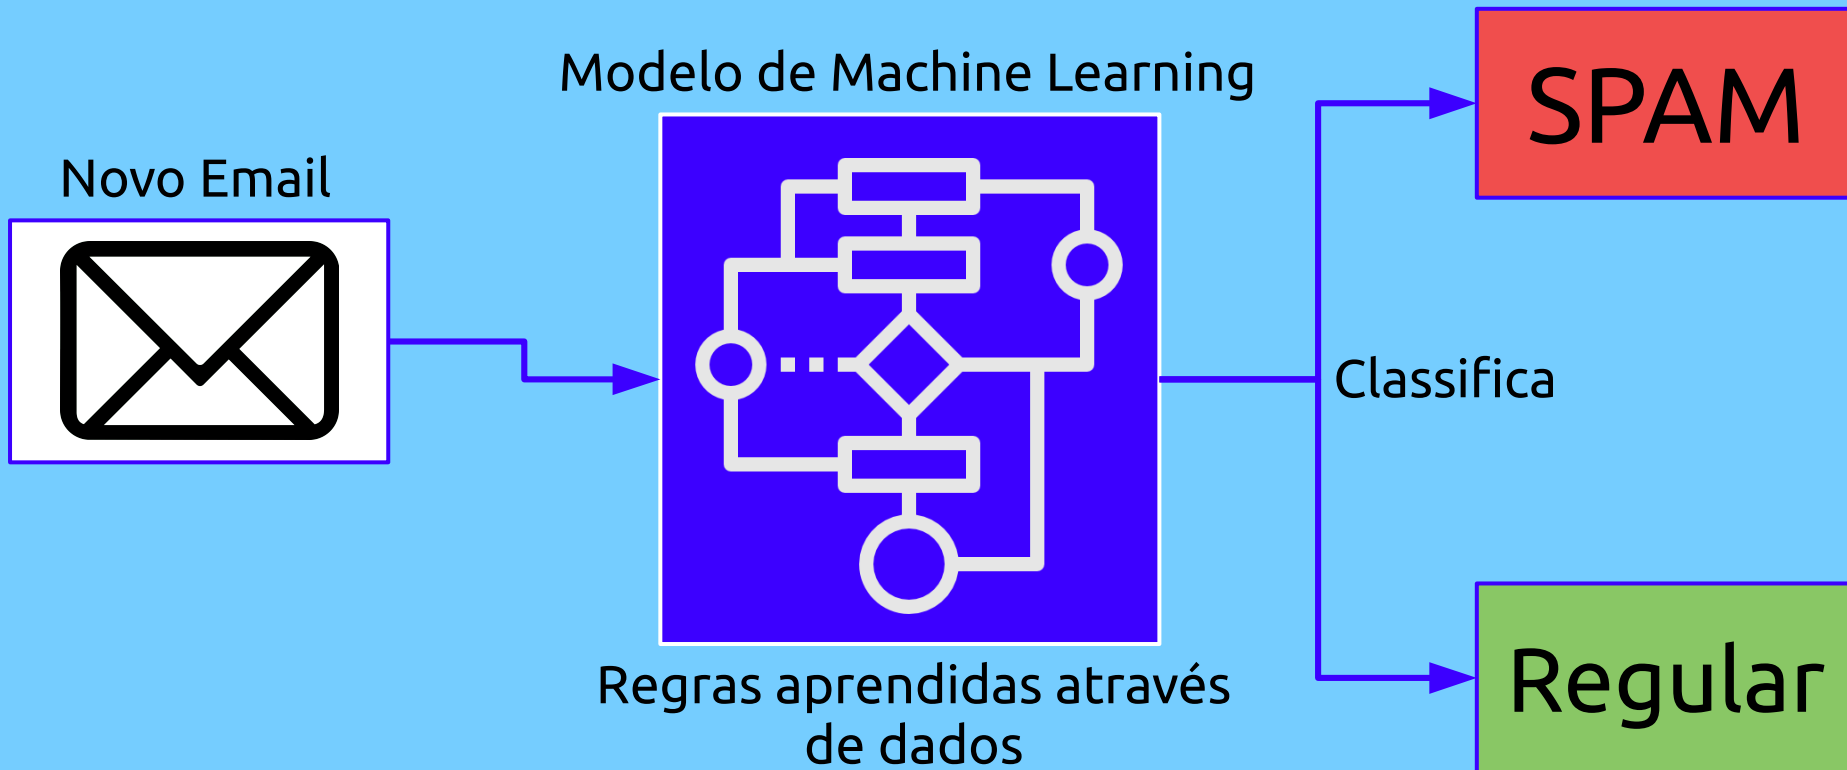 Novo Email
Modelo de Machine Learning
Regras aprendidas através
de dados
Classifica
SPAM
Regular